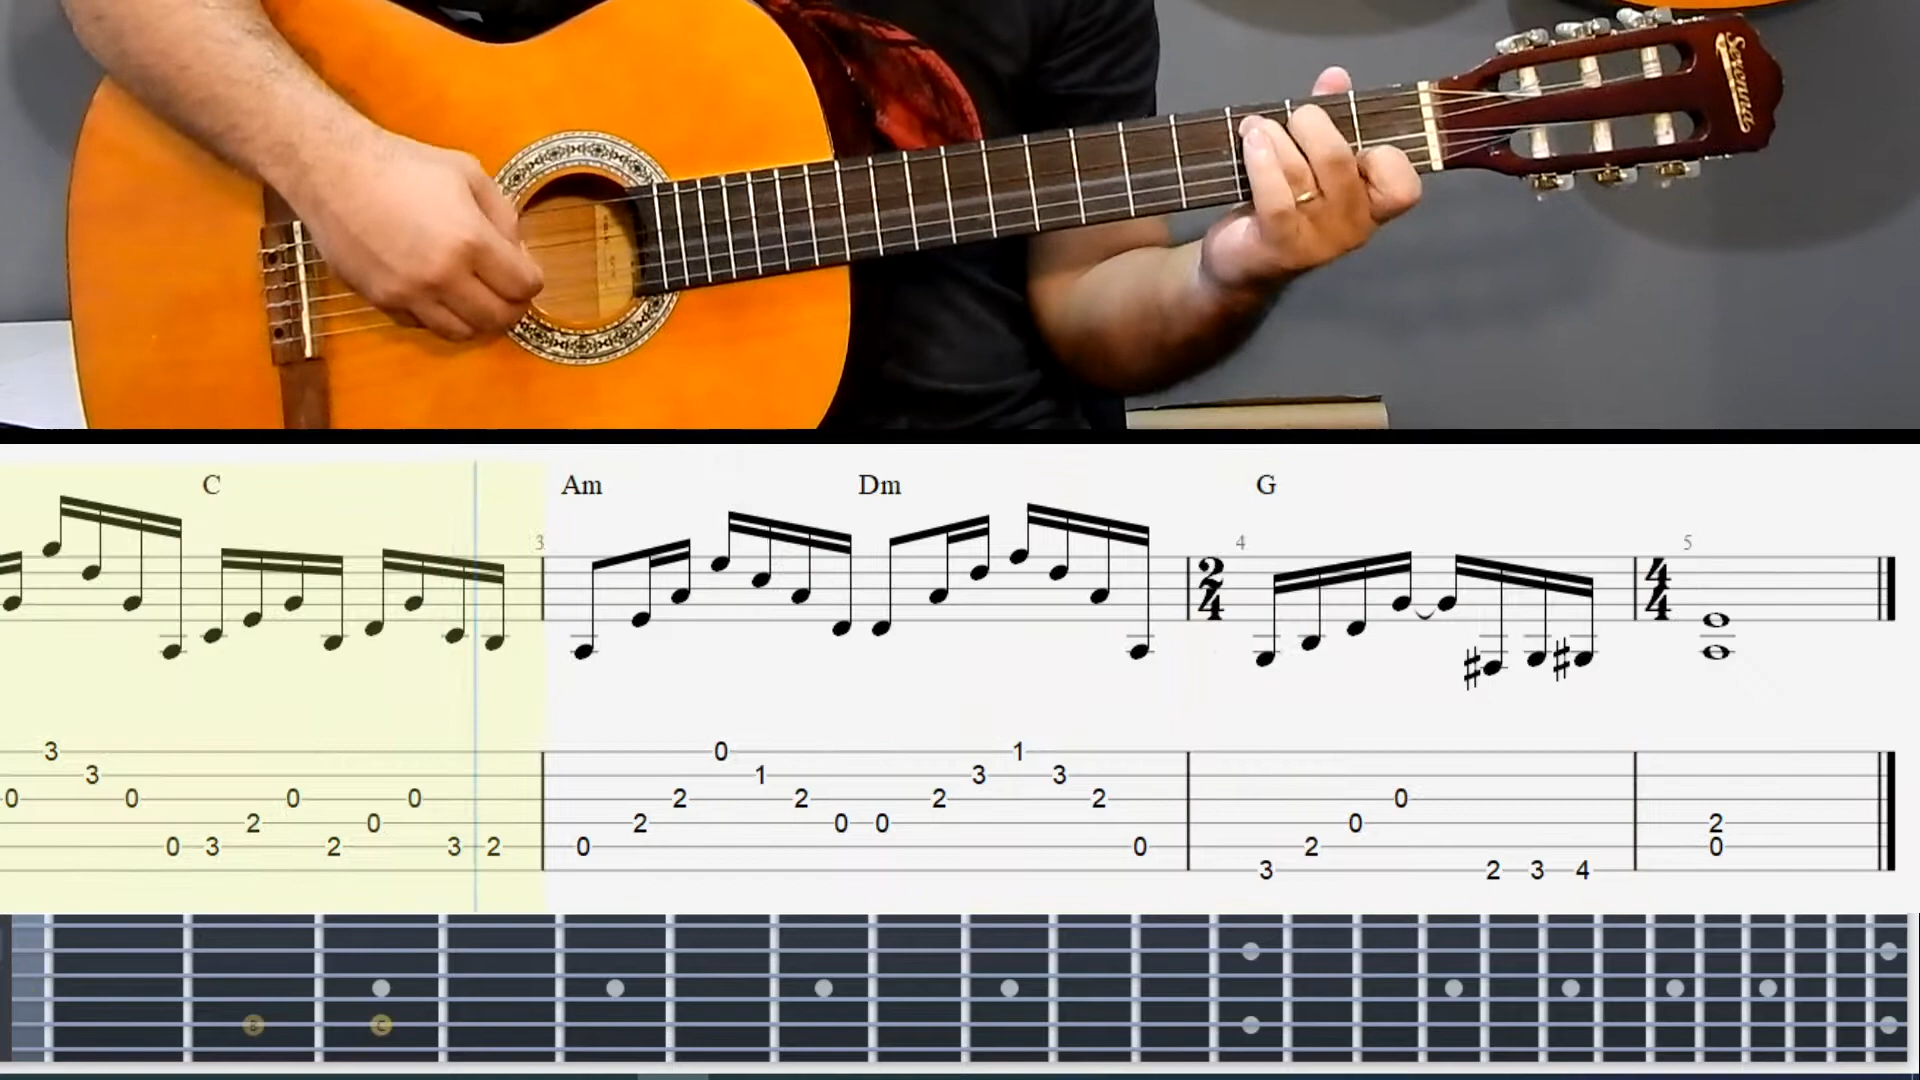 Serenata
C Am Dm G
3 4 5
2 4
4 4
3 0 1
3 1 3 3
0 0 0 0 2 2 2 0
2 0 2 0 0 2 0 2
0 3 2 3 2 0 0 2 0
3 2 3 4
B C